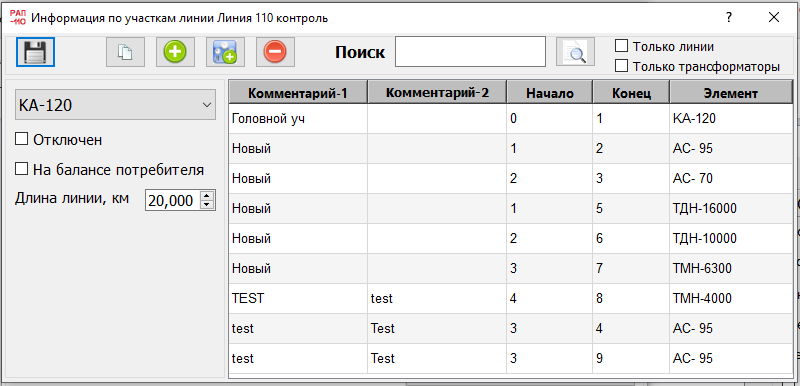 РАП
-110
Информация по участкам линии Линия 110 контроль
Поиск
Только линии
Только трансформаторы
КА-120
Отключен
На балансе потребителя
Длина линии, км 20,000
Комментарий-1 Комментарий-2 Начало Конец Элемент
Головной уч 0 1 КА-120
Новый 1 2 АС- 95
Новый 2 3 АС- 70
Новый 1 5 ТДН-16000
Новый 2 6 ТДН-10000
Новый 3 7 ТМН-6300
TEST test 4 8 ТМН-4000
test Test 3 4 АС- 95
test Test 3 9 АС- 95